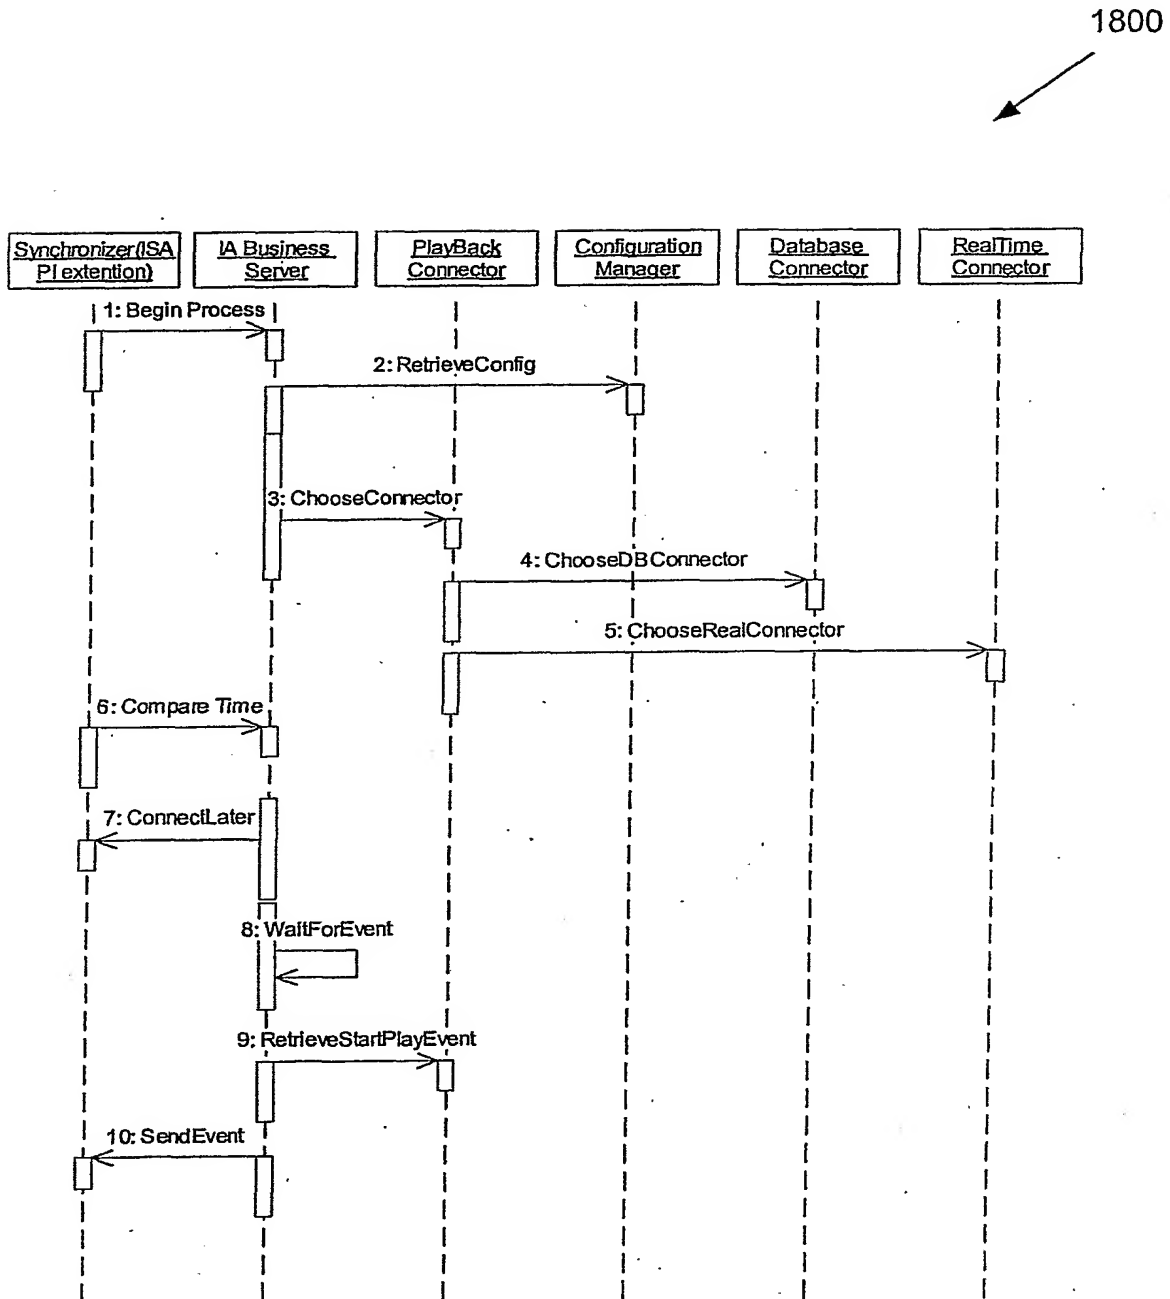 1800
Synchronizer(ISA
PI extention)
IA Business
Server
PlayBack
Connector
Configuration
Manager
Database
Connector
RealTime
Connector
1: Begin Process
2: RetrieveConfig
3: ChooseConnector
4: ChooseDBConnector
5: ChooseRealConnector
6: Compare Time
7: ConnectLater
8: WaitForEvent
9: RetrieveStartPlayEvent
10: SendEvent